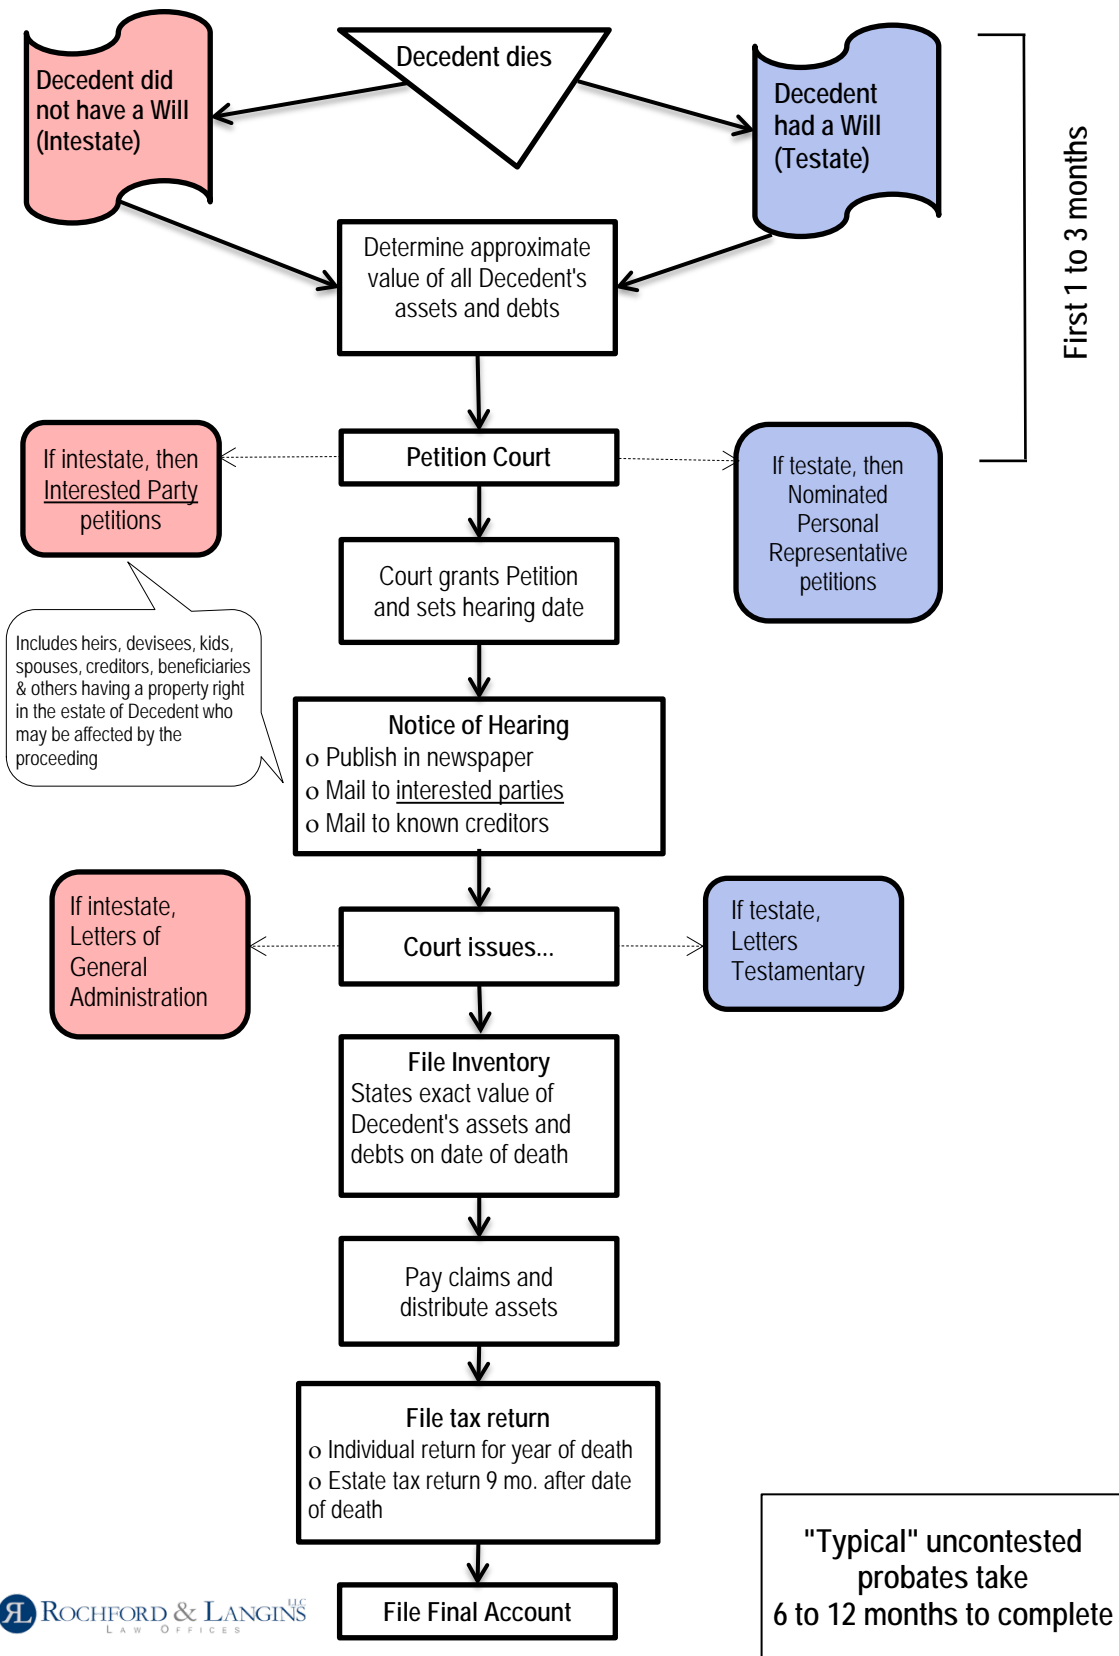 Decedent dies
Decedent did
not have a Will
(Intestate)
Decedent
had a Will
(Testate)
First 1 to 3 months
Determine approximate
value of all Decedent's
assets and debts
Petition Court
If intestate, then
Interested Party
petitions
If testate, then
Nominated
Personal
Representative
petitions
Court grants Petition
and sets hearing date
Includes heirs, devisees, kids,
spouses, creditors, beneficiaries
& others having a property right
in the estate of Decedent who
may be affected by the
proceeding
Notice of Hearing
o Publish in newspaper
o Mail to interested parties
o Mail to known creditors
If intestate,
Letters of
General
Administration
Court issues...
If testate,
Letters
Testamentary
File Inventory
States exact value of
Decedent's assets and
debts on date of death
Pay claims and
distribute assets
File tax return
o Individual return for year of death
o Estate tax return 9 mo. after date
of death
"Typical" uncontested
probates take
6 to 12 months to complete
File Final Account
RL ROCHFORD & LANGINS LLC
LAW OFFICES